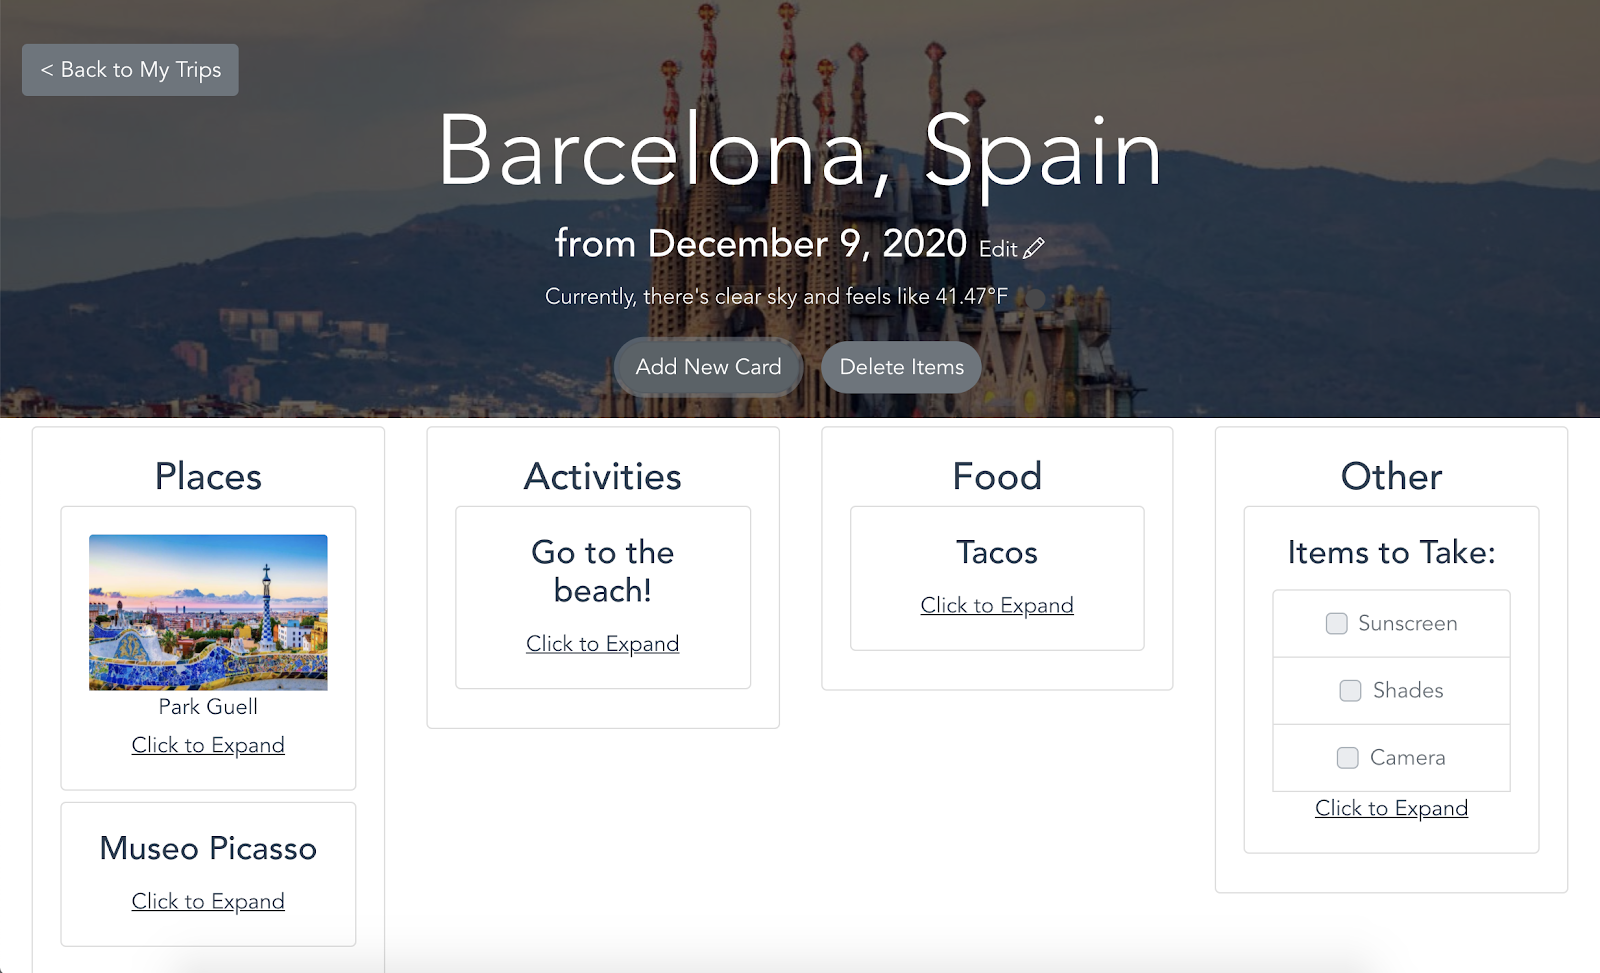 < Back to My Trips
Barcelona, Spain
from December 9, 2020 Edit
Currently, there's clear sky and feels like 41.47°F
Add New Card
Delete Items
Places
Park Guell
Click to Expand
Museo Picasso
Click to Expand
Activities
Go to the
beach!
Click to Expand
Food
Tacos
Click to Expand
Other
Items to Take:
Sunscreen
Shades
Camera
Click to Expand